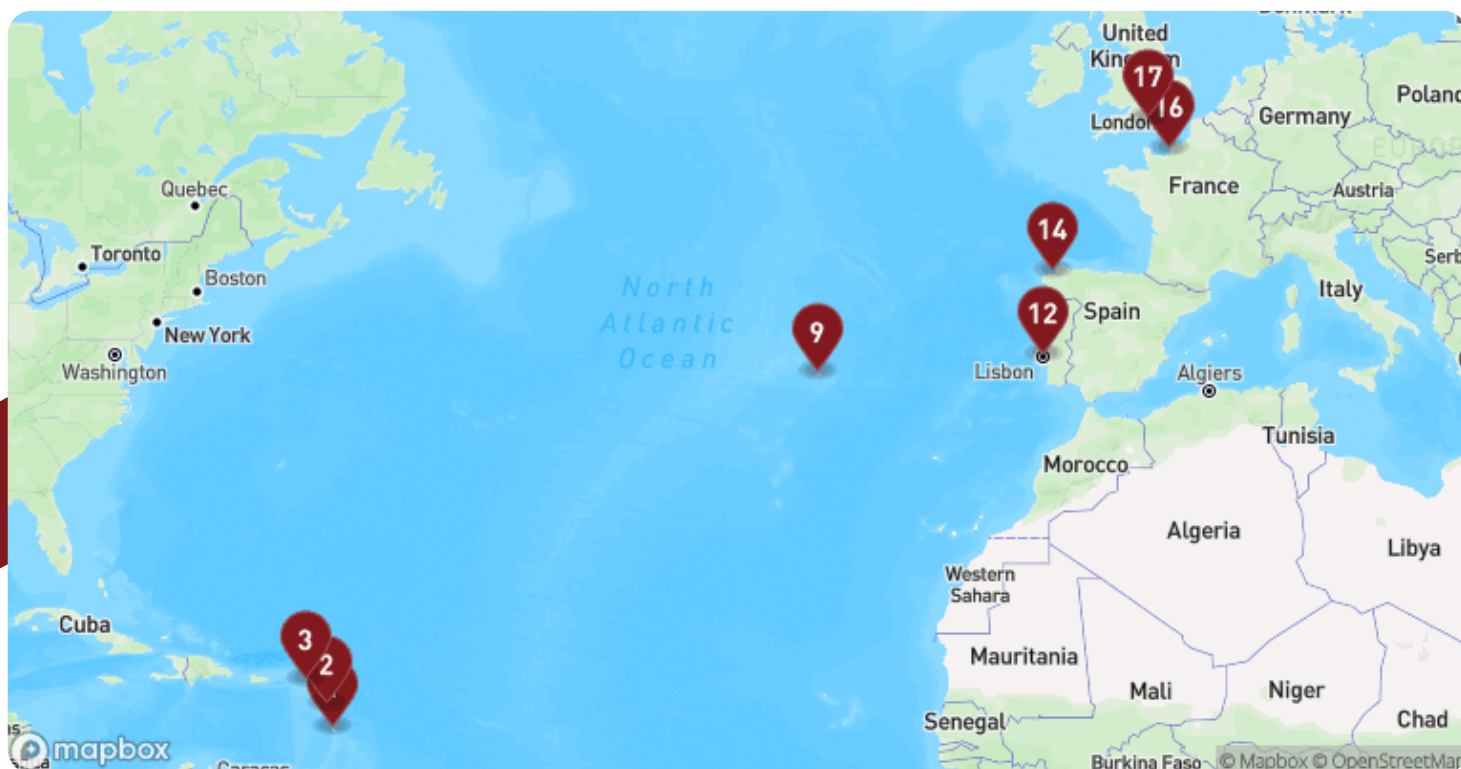 United
Kingdom
17
16
London
Poland
Germany
Quebec
France
Austria
Toronto
14
Boston
North
Atlantic
Ocean
Italy
12
Spain
New York
9
Washington
Lisbon
Algiers
Tunisia
Morocco
Algeria
Libya
Western
Sahara
Cuba
3
2
Mauritania
Mali
Niger
Senegal
Chad
mapbox
Burkina Faso
© Mapbox © OpenStreetMap